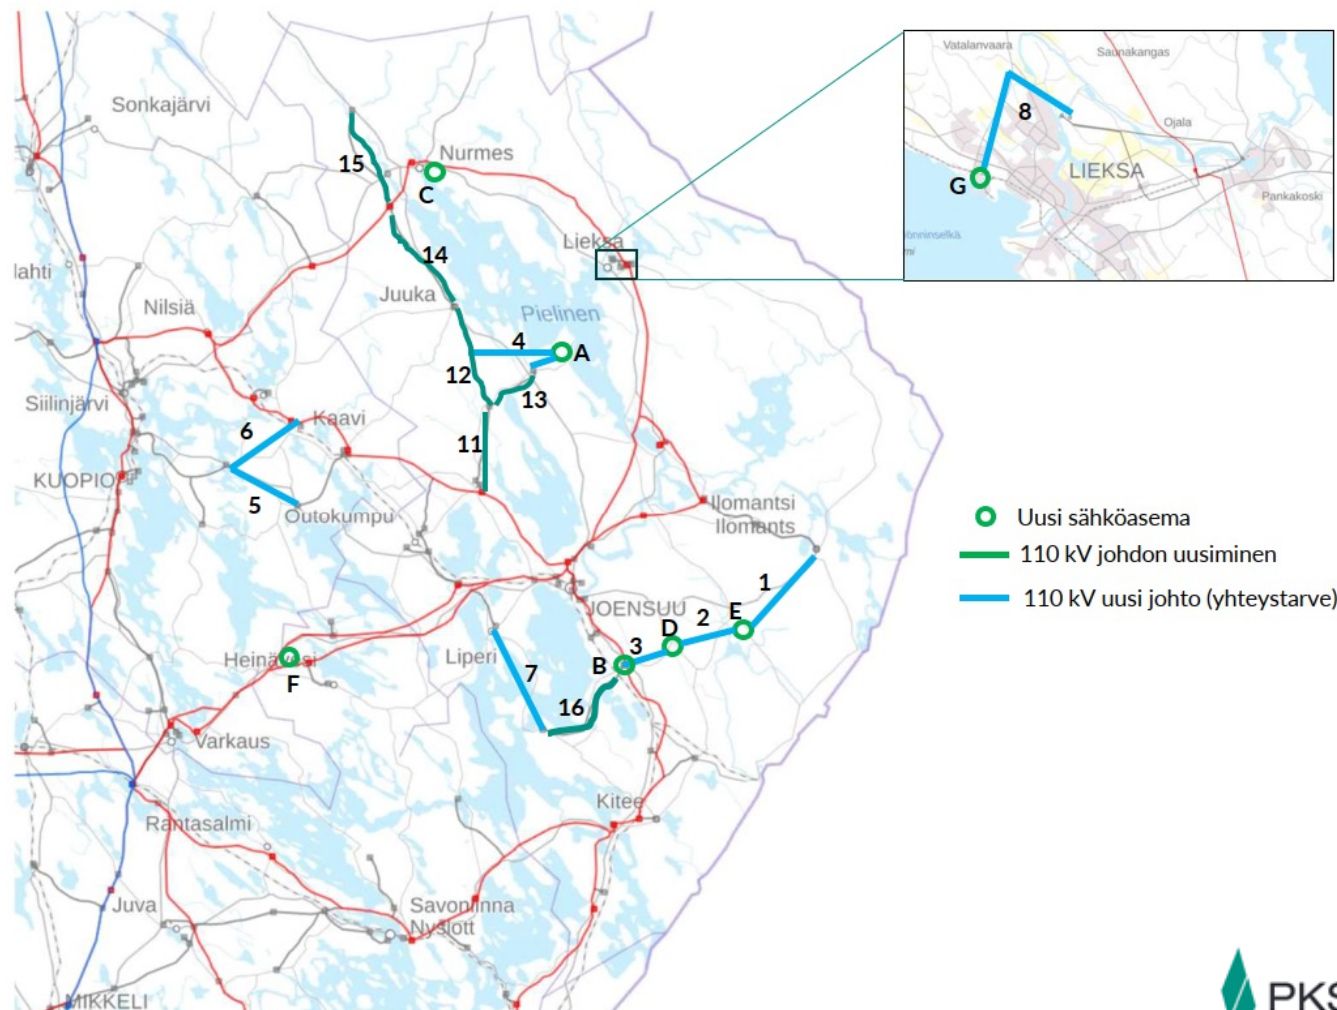 Vatalanvaara
Saunakangas
8
Ojala
LIEKSA
G
Pankakoski
önninselkä
mi
Sonkajärvi
Nurmes
15
C
Lieksa
lahti
14
Nilsiä
Juuka
Pielinen
4
A
12
13
Siilinjärvi
6
Kaavi
11
KUOPIO
5
Outokumpu
Ilomantsi
Ilomants
Uusi sähköasema
110 kV johdon uusiminen
1
110 kV uusi johto (yhteystarve)
JOENSUU
2
E
D
3
B
Liperi
Heinävesi
F
7
16
Varkaus
Kitee
Rantasalmi
Juva
Savonlinna
Nyslott
MIKKELI
PKS